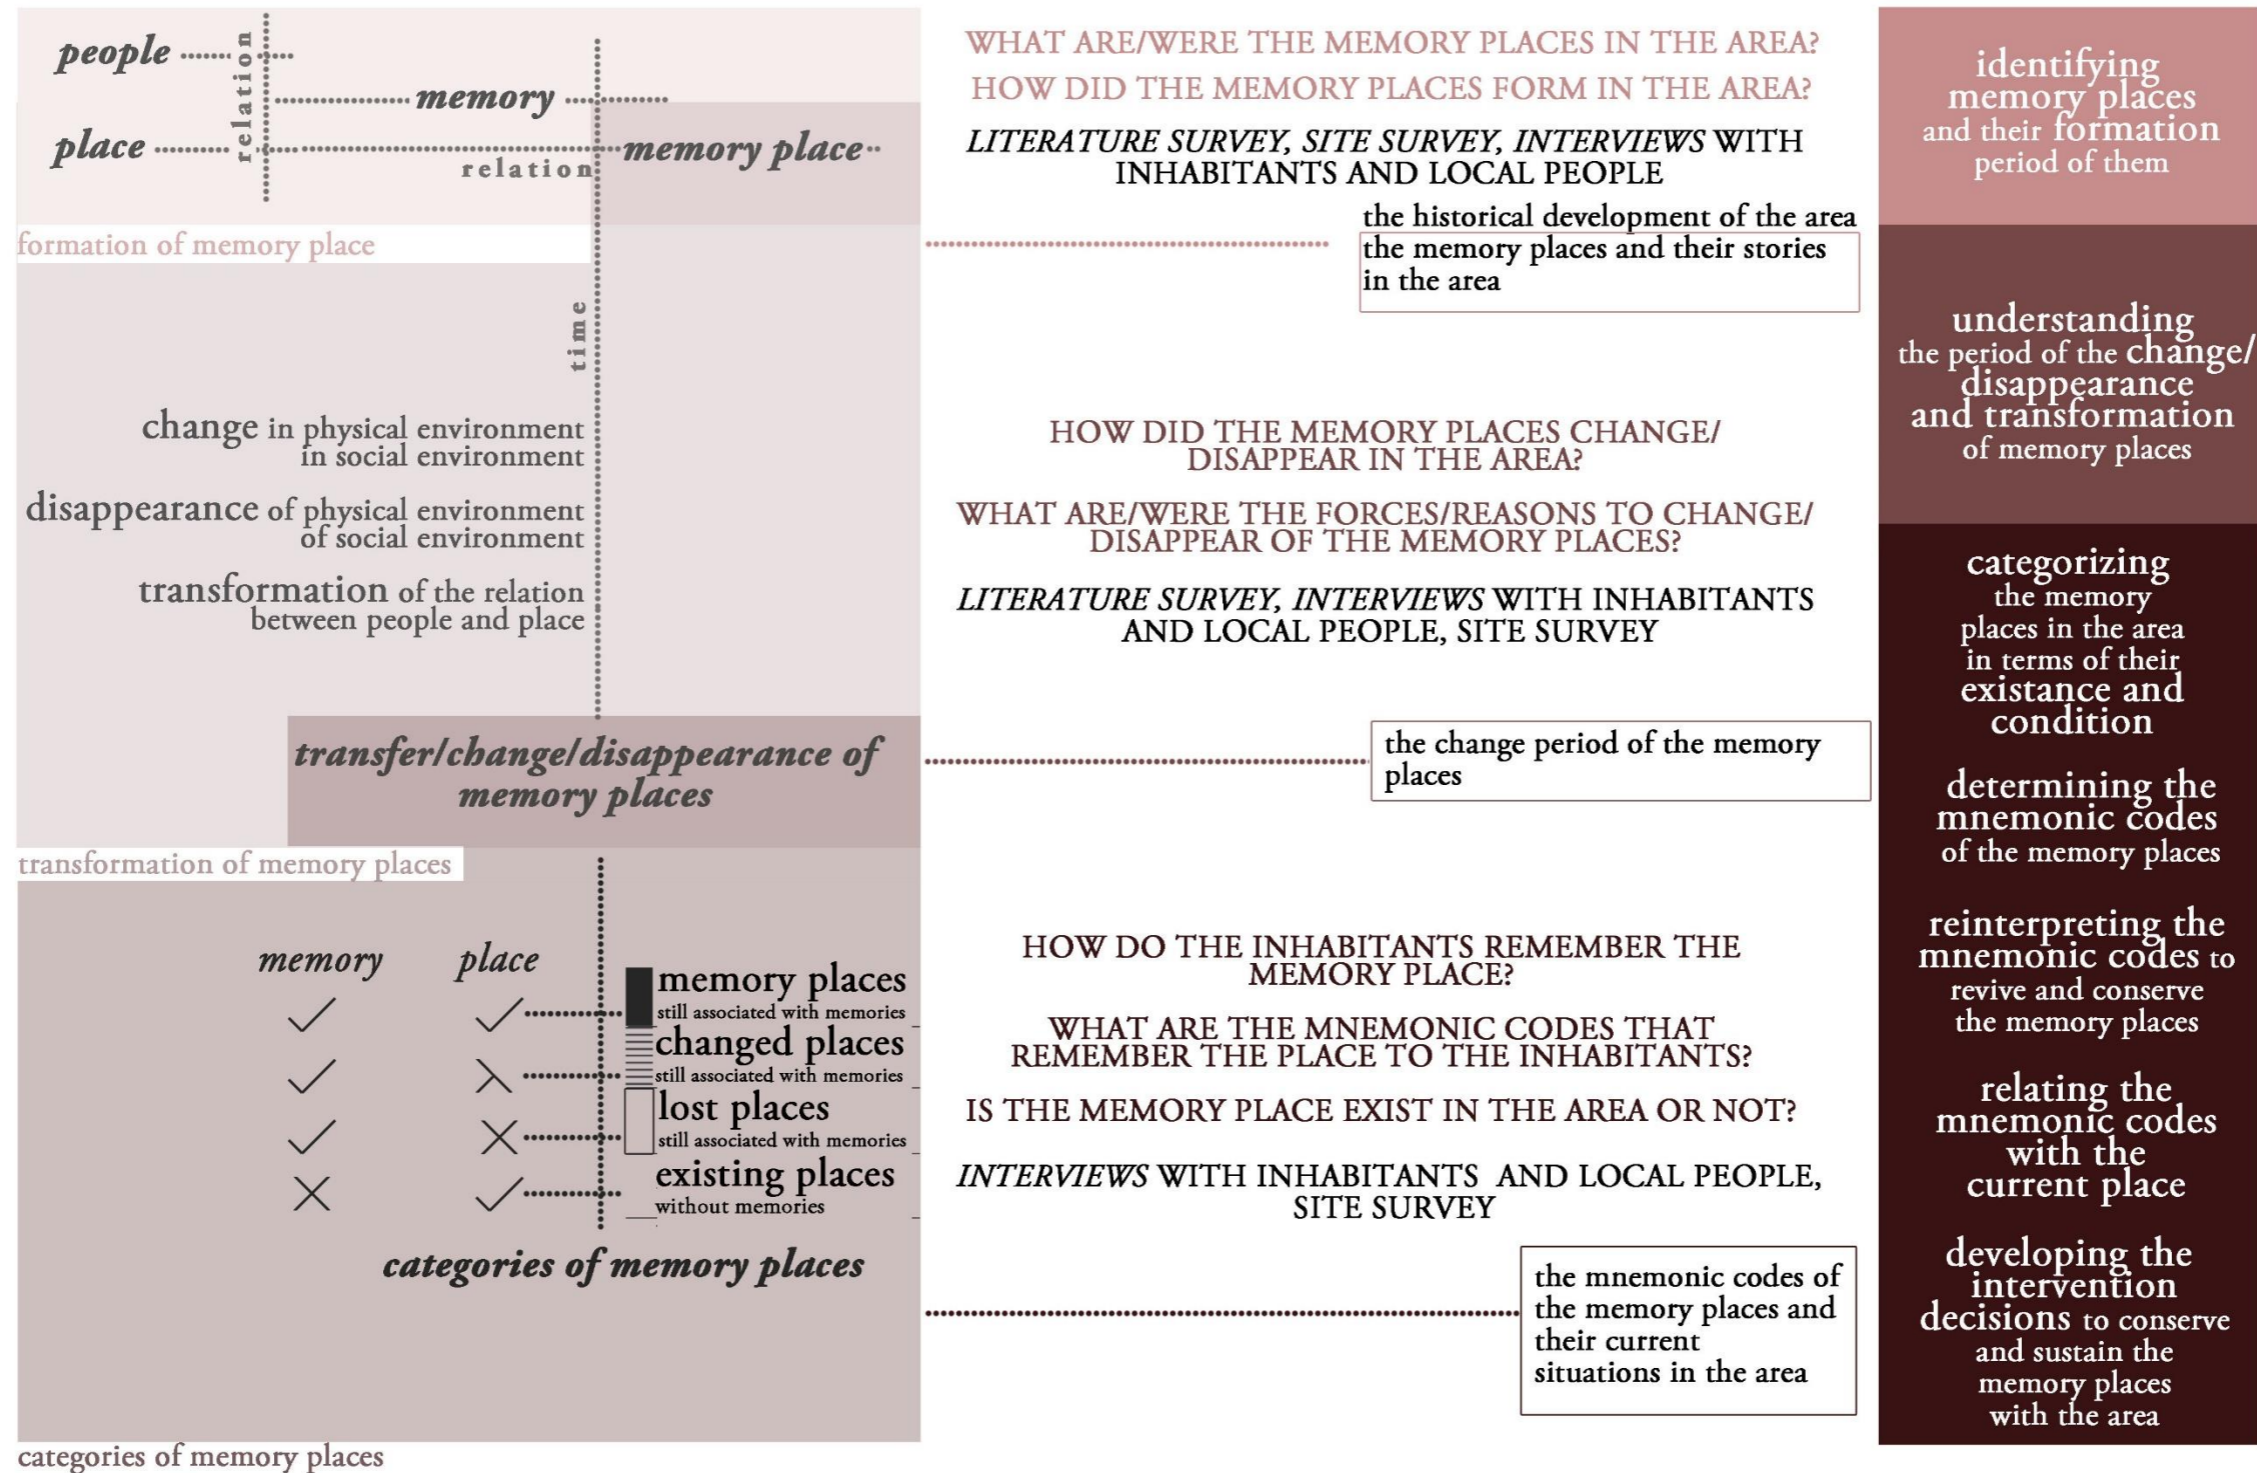 people
relation
memory
place
relation
memory place
formation of memory place
time
change in physical environment
in social environment
disappearance of physical environment
of social environment
transformation of the relation
between people and place
transfer/change/disappearance of
memory places
transformation of memory places
memory place
memory places
still associated with memories
changed places
still associated with memories
lost places
still associated with memories
existing places
without memories
categories of memory places
categories of memory places
WHAT ARE/WERE THE MEMORY PLACES IN THE AREA?
HOW DID THE MEMORY PLACES FORM IN THE AREA?
LITERATURE SURVEY, SITE SURVEY, INTERVIEWS WITH
INHABITANTS AND LOCAL PEOPLE
the historical development of the area
the memory places and their stories
in the area
HOW DID THE MEMORY PLACES CHANGE/
DISAPPEAR IN THE AREA?
WHAT ARE/WERE THE FORCES/REASONS TO CHANGE/
DISAPPEAR OF THE MEMORY PLACES?
LITERATURE SURVEY, INTERVIEWS WITH INHABITANTS
AND LOCAL PEOPLE, SITE SURVEY
the change period of the memory
places
HOW DO THE INHABITANTS REMEMBER THE
MEMORY PLACE?
WHAT ARE THE MNEMONIC CODES THAT
REMEMBER THE PLACE TO THE INHABITANTS?
IS THE MEMORY PLACE EXIST IN THE AREA OR NOT?
INTERVIEWS WITH INHABITANTS AND LOCAL PEOPLE,
SITE SURVEY
the mnemonic codes of
the memory places and
their current
situations in the area
identifying
memory places
and their formation
period of them
understanding
the period of the change/
disappearance
and transformation
of memory places
categorizing
the memory
places in the area
in terms of their
existance and
condition
determining the
mnemonic codes
of the memory places
reinterpreting the
mnemonic codes to
revive and conserve
the memory places
relating the
mnemonic codes
with the
current place
developing the
intervention
decisions to conserve
and sustain the
memory places
with the area